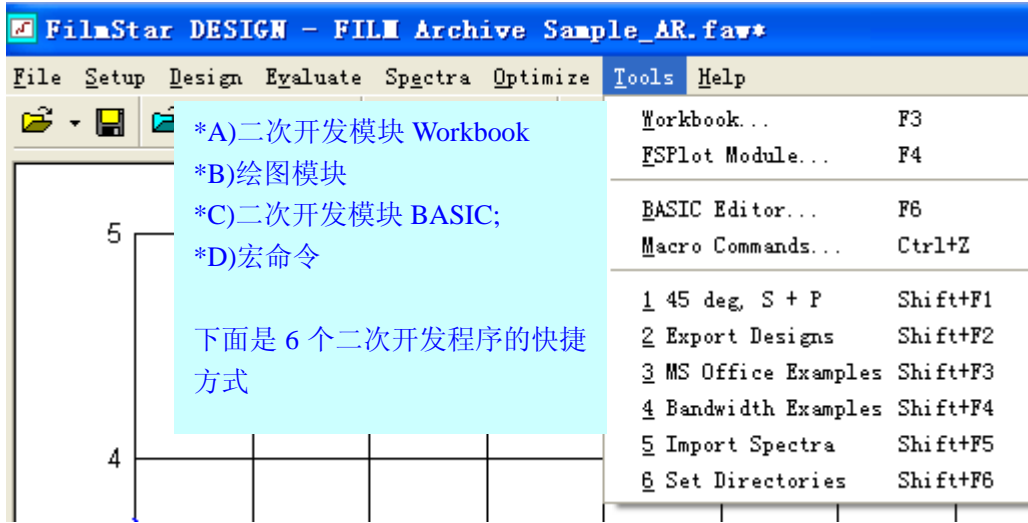 FilmStar DESIGN - FILM Archive Sample_AR.faw*
File Setup Design Evaluate Spectra Optimize Tools Help
*A)二次开发模块 Workbook
*B)绘图模块
*C)二次开发模块 BASIC;
*D)宏命令
下面是 6 个二次开发程序的快捷
方式
Workbook... F3
FSPlot Module... F4
BASIC Editor... F6
Macro Commands... Ctrl+Z
1 45 deg, S + P Shift+F1
2 Export Designs Shift+F2
3 MS Office Examples Shift+F3
4 Bandwidth Examples Shift+F4
5 Import Spectra Shift+F5
6 Set Directories Shift+F6
5
4